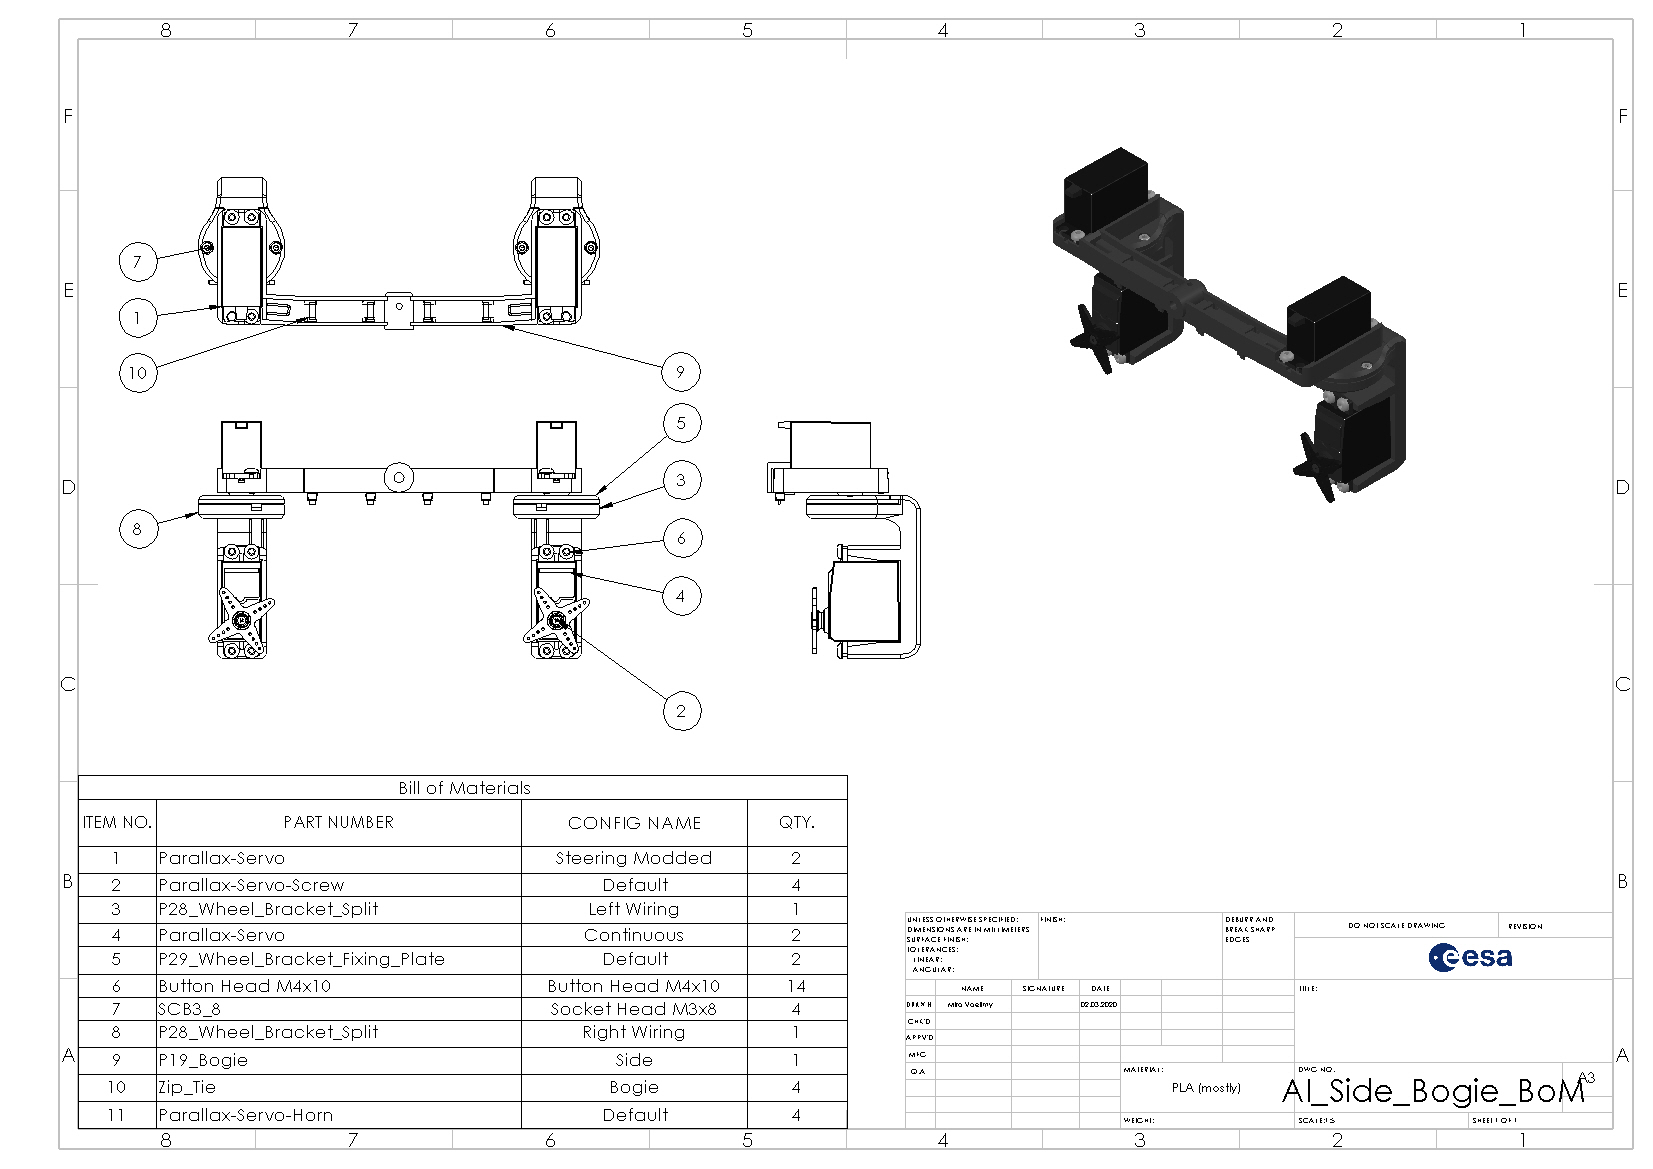 8 7 6 5 4 3 2 1
F F
E E
D D
C C
B B
A A
7
1
10
9
5
3
8
6
4
2
Bill of Materials
ITEM NO. PART NUMBER CONFIG NAME QTY.
1 Parallax-Servo Steering Modded 2
2 Parallax-Servo-Screw Default 4
3 P28_Wheel_Bracket_Split Left Wiring 1
4 Parallax-Servo Continuous 2
5 P29_Wheel_Bracket_Fixing_Plate Default 2
6 Button Head M4x10 Button Head M4x10 14
7 SCB3_8 Socket Head M3x8 4
8 P28_Wheel_Bracket_Split Right Wiring 1
9 P19_Bogie Side 1
10 Zip_Tie Bogie 4
11 Parallax-Servo-Horn Default 4
UNLESS OTHERWISE SPECIFIED:
DIMENSIONS ARE IN MILLIMETERS
SURFACE FINISH:
TOLERANCES:
LINEAR:
ANGULAR:
FINISH:
DEBURR AND
BREAK SHARP
EDGES
DO NOT SCALE DRAWING
REVISION
esa
NAME SIGNATURE DATE
DRAWN Miro Voellmy 02.03.2020
CHK'D
APPV'D
MFG
Q.A
TITLE:
MATERIAL:
PLA (mostly)
DWG NO.
Al_Side_Bogie_BoM
A3
WEIGHT:
SCALE:1:5
SHEET 1 OF 1
8 7 6 5 4 3 2 1